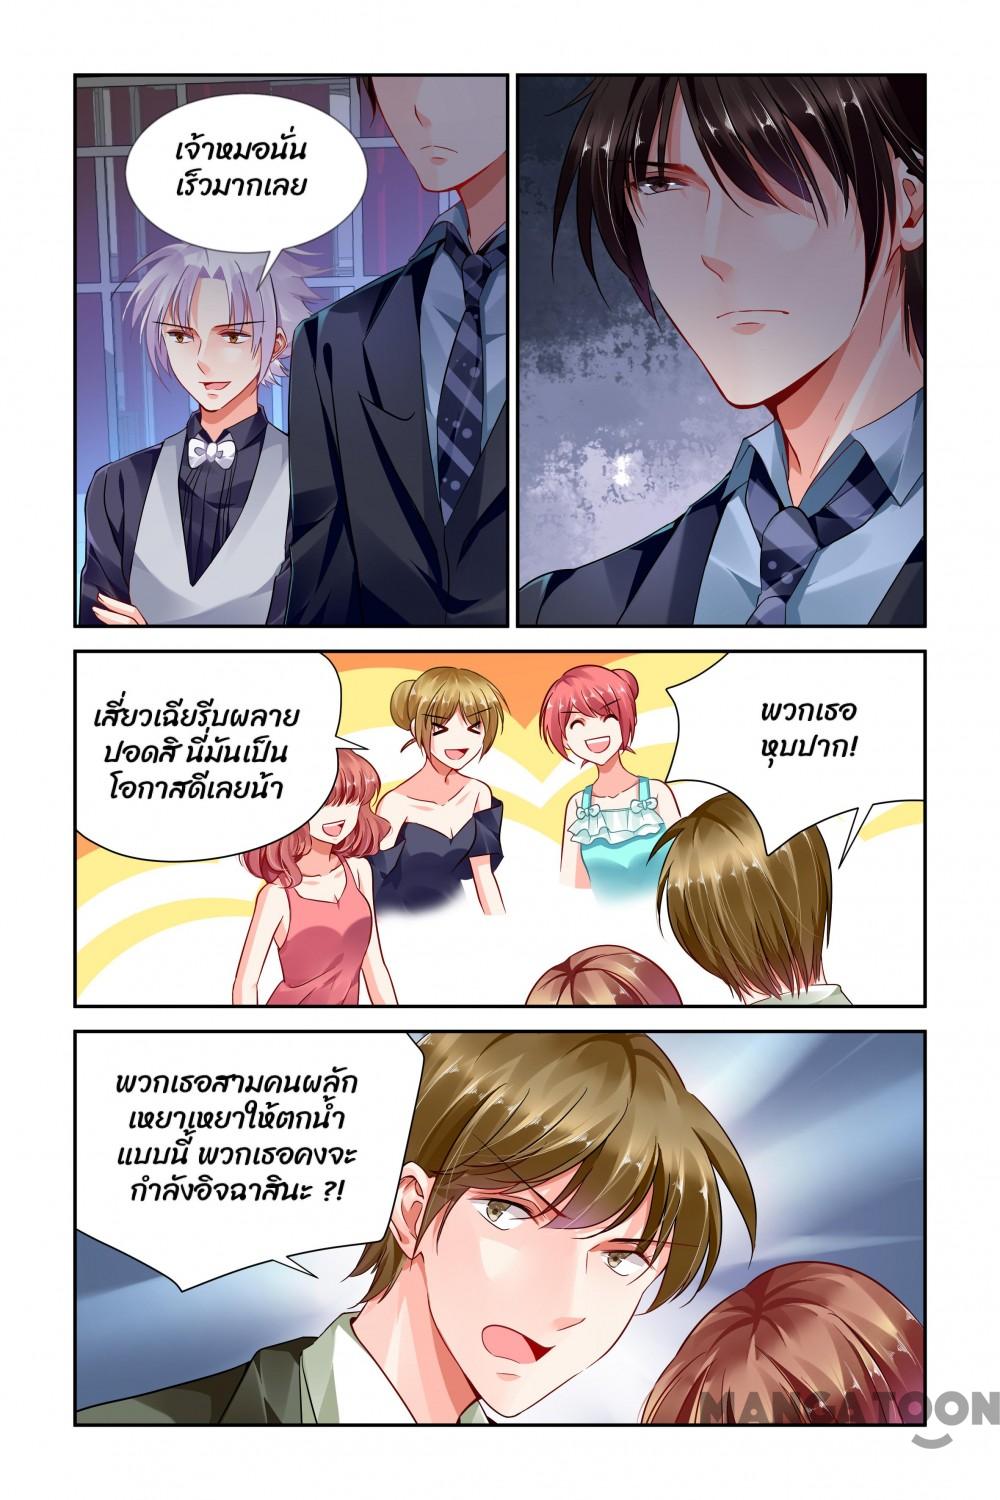 เจ้าหมอนั่น
เร็วมากเลย
เสี่ยวเฉียรีบผลาย
ปอดสิ นี่มันเป็น
โอกาสดีเลยน้า
พวกเธอ
หุบปาก!
พวกเธอสามคนผลัก
เหยาเหยาให้ตกน้ำ
แบบนี้ พวกเธอคงจะ
กำลังอิจฉาสินะ ?!
MANGATOON